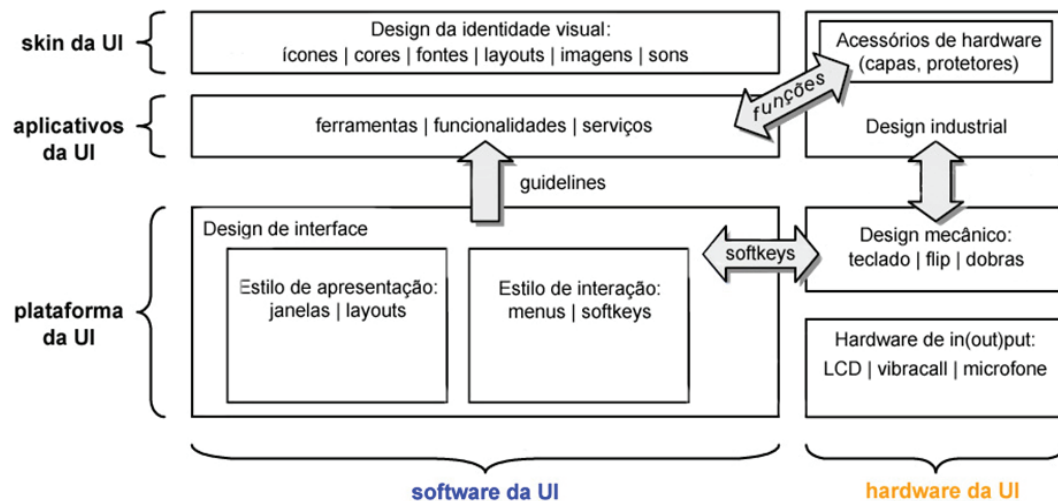 skin da UI
Design da identidade visual:
ícones | cores | fontes | layouts | imagens | sons
Acessórios de hardware
(capas, protetores)
funções
aplicativos
da UI
ferramentas | funcionalidades | serviços
Design industrial
guidelines
plataforma
da UI
Design de interface
Estilo de apresentação:
janelas | layouts
Estilo de interação:
menus | softkeys
softkeys
Design mecânico:
teclado | flip | dobras
Hardware de in(out)put:
LCD | vibracall | microfone
software da UI
hardware da UI